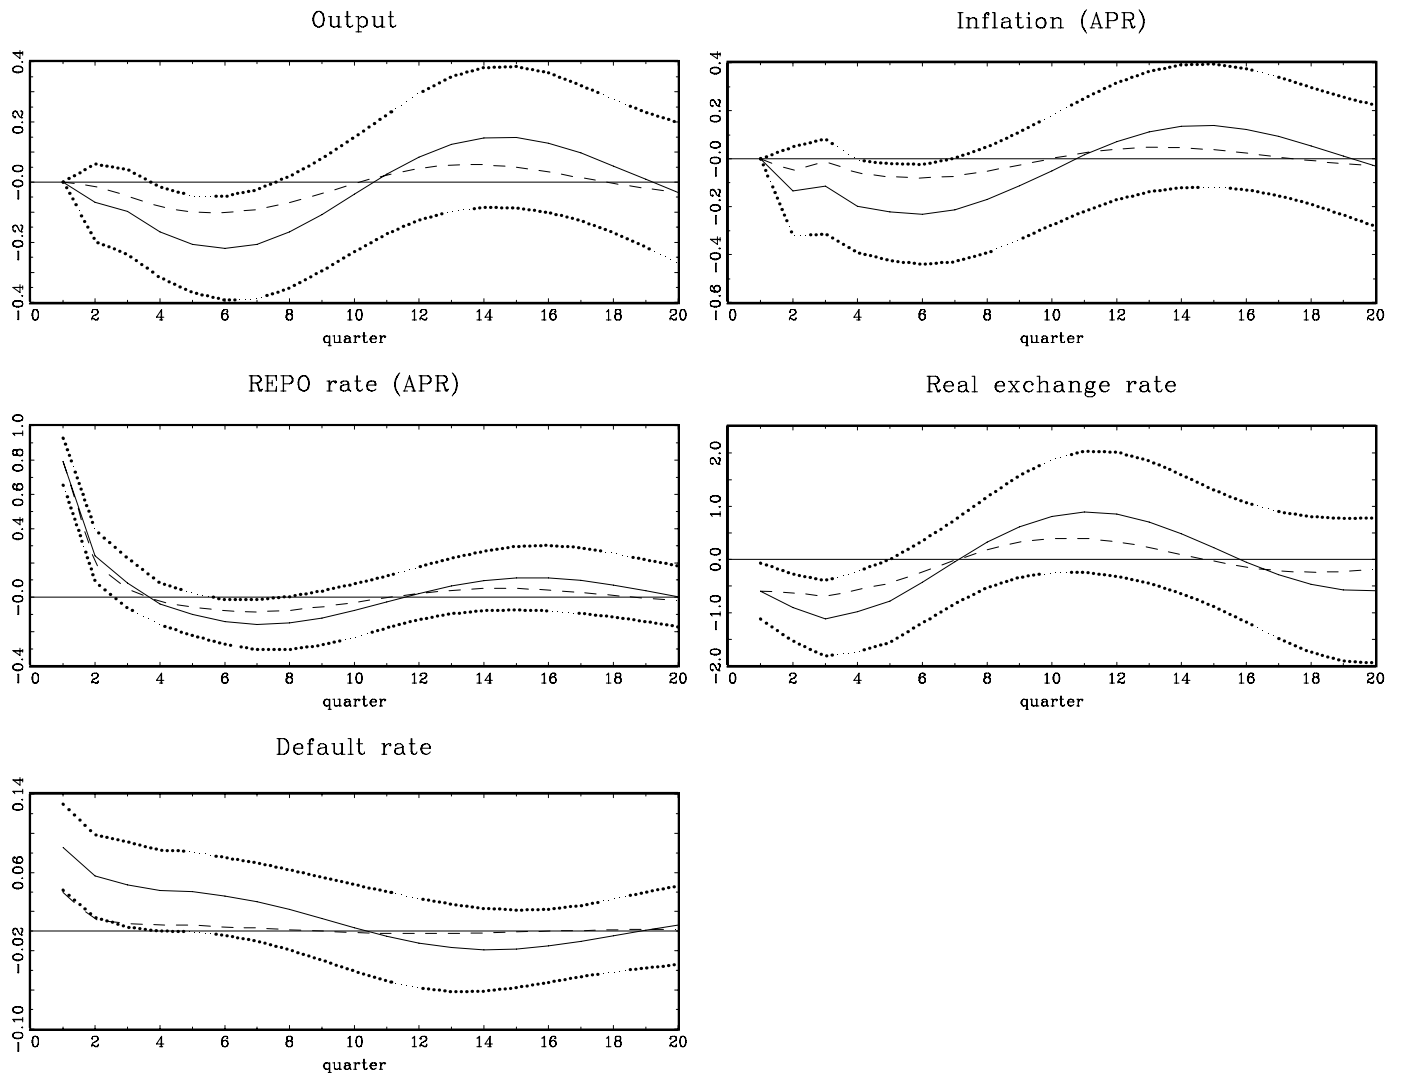 Output
0.4
0.2
−0.0
−0.2
−0.4
0 2 4 6 8 10 12 14 16 18 20
quarter
Inflation (APR)
0.4
0.2
−0.0
−0.2
−0.4
−0.6
0 2 4 6 8 10 12 14 16 18 20
quarter
REPO rate (APR)
1.0
0.8
0.6
0.4
−0.0
−0.4
0 2 4 6 8 10 12 14 16 18 20
quarter
Real exchange rate
2.0
1.0
0.0
−1.0
−2.0
0 2 4 6 8 10 12 14 16 18 20
quarter
Default rate
0.14
0.06
−0.02
−0.10
0 2 4 6 8 10 12 14 16 18 20
quarter